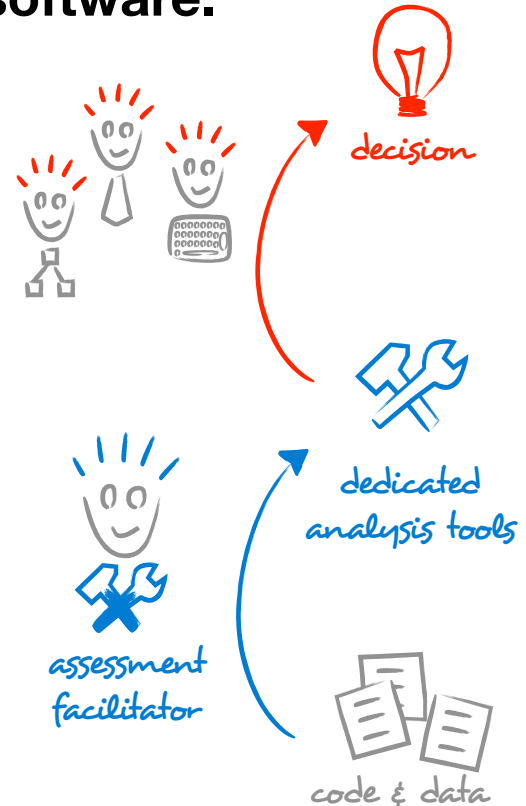 software.
decision
dedicated
analysis tools
assessment
facilitator
code & data